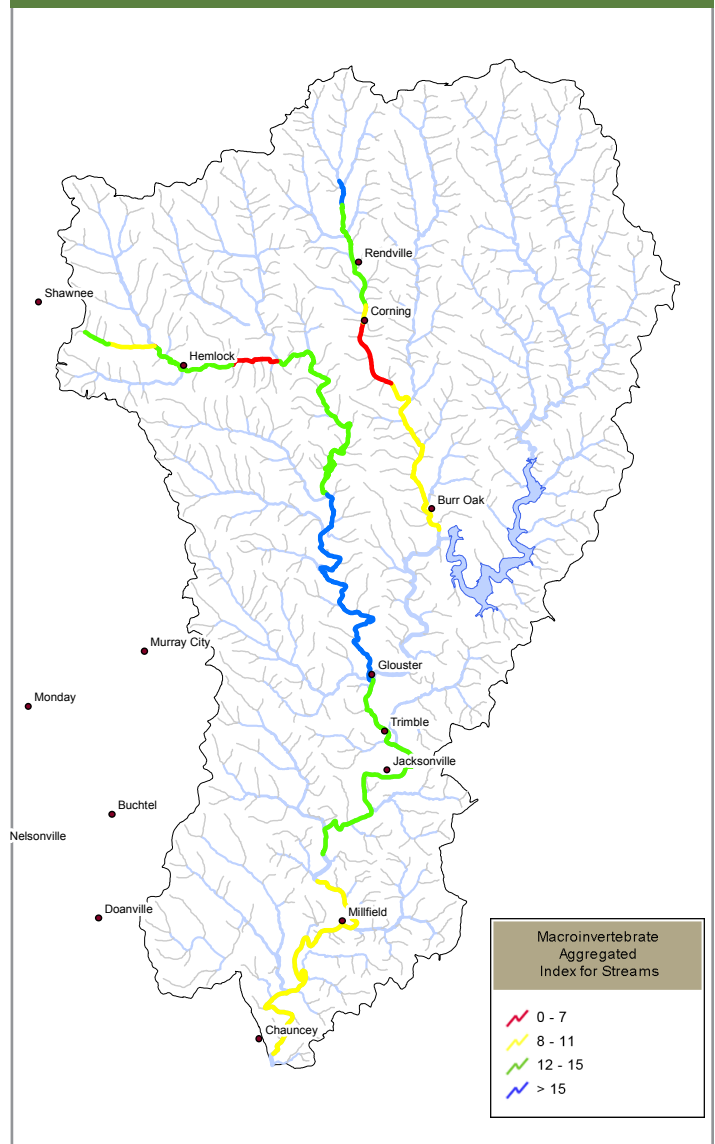 Rendville
Shawnee
Corning
Hemlock
Burr Oak
Murray City
Glouster
Monday
Trimble
Jacksonville
Buchtel
Nelsonville
Doanville
Millfield
Chauncey
Macroinvertebrate
Aggregated
Index for Streams
0 - 7
8 - 11
12 - 15
> 15